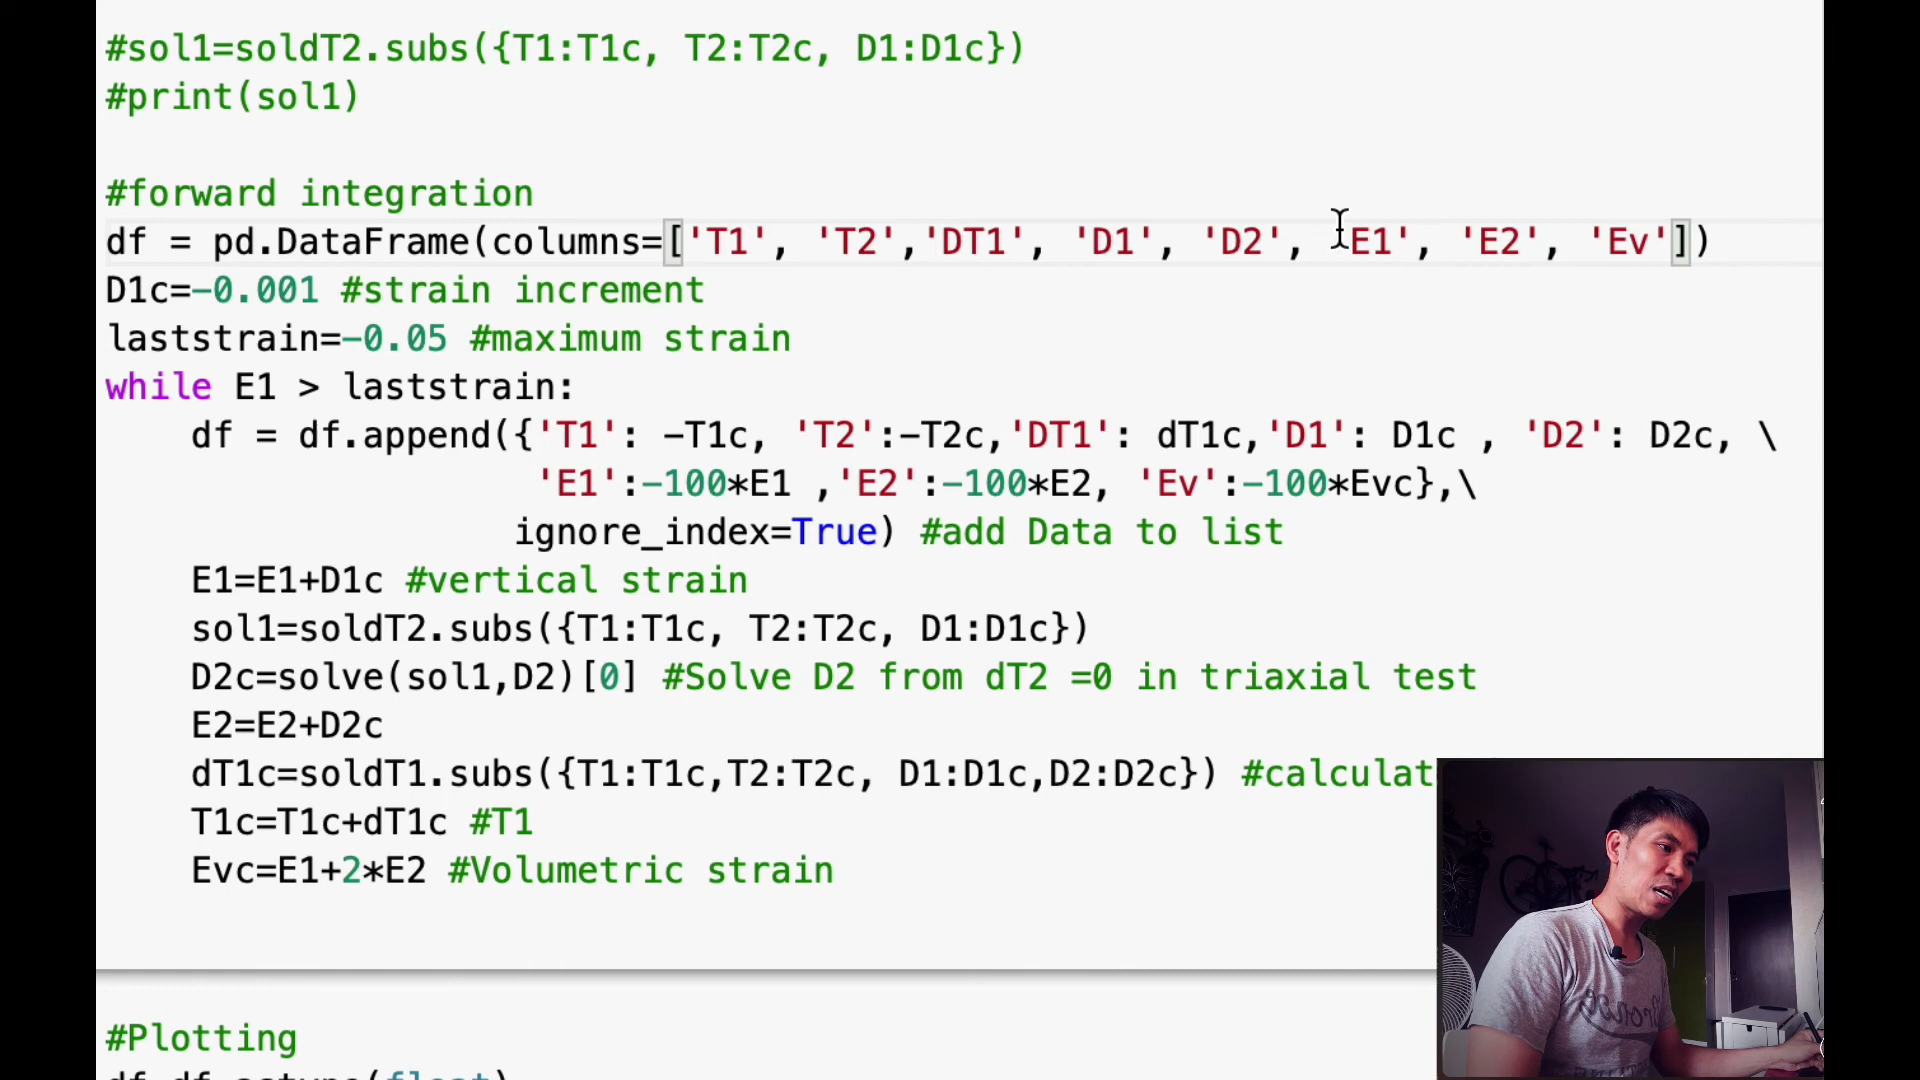 #sol1=soldT2.subs({T1:T1c, T2:T2c, D1:D1c})
#print(sol1)
#forward integration
df = pd.DataFrame(columns=['T1', 'T2','DT1', 'D1', 'D2', 'E1', 'E2', 'Ev'])
D1c=-0.001 #strain increment
laststrain=-0.05 #maximum strain
while E1 > laststrain:
df = df.append({'T1': -T1c, 'T2':-T2c,'DT1': dT1c,'D1': D1c , 'D2': D2c, \
'E1':-100*E1 ,'E2':-100*E2, 'Ev':-100*Evc},\
ignore_index=True) #add Data to list
E1=E1+D1c #vertical strain
sol1=soldT2.subs({T1:T1c, T2:T2c, D1:D1c})
D2c=solve(sol1,D2)[0] #Solve D2 from dT2 =0 in triaxial test
E2=E2+D2c
dT1c=soldT1.subs({T1:T1c,T2:T2c, D1:D1c,D2:D2c}) #calculat
T1c=T1c+dT1c #T1
Evc=E1+2*E2 #Volumetric strain
#Plotting